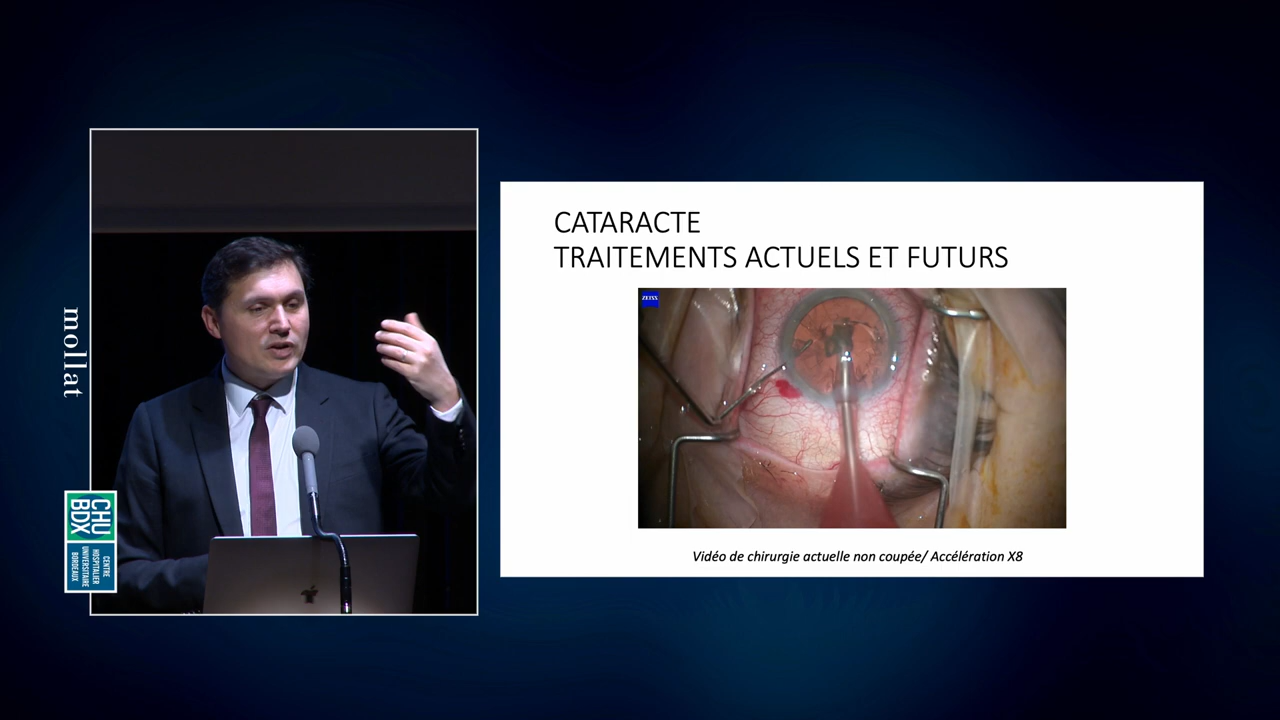 mollat
CHU
BDX
CENTRE
HOSPITALIER
UNIVERSITAIRE
BORDEAUX
CATARACTE
TRAITEMENTS ACTUELS ET FUTURS
ZEISS
Vidéo de chirurgie actuelle non coupée/ Accélération X8